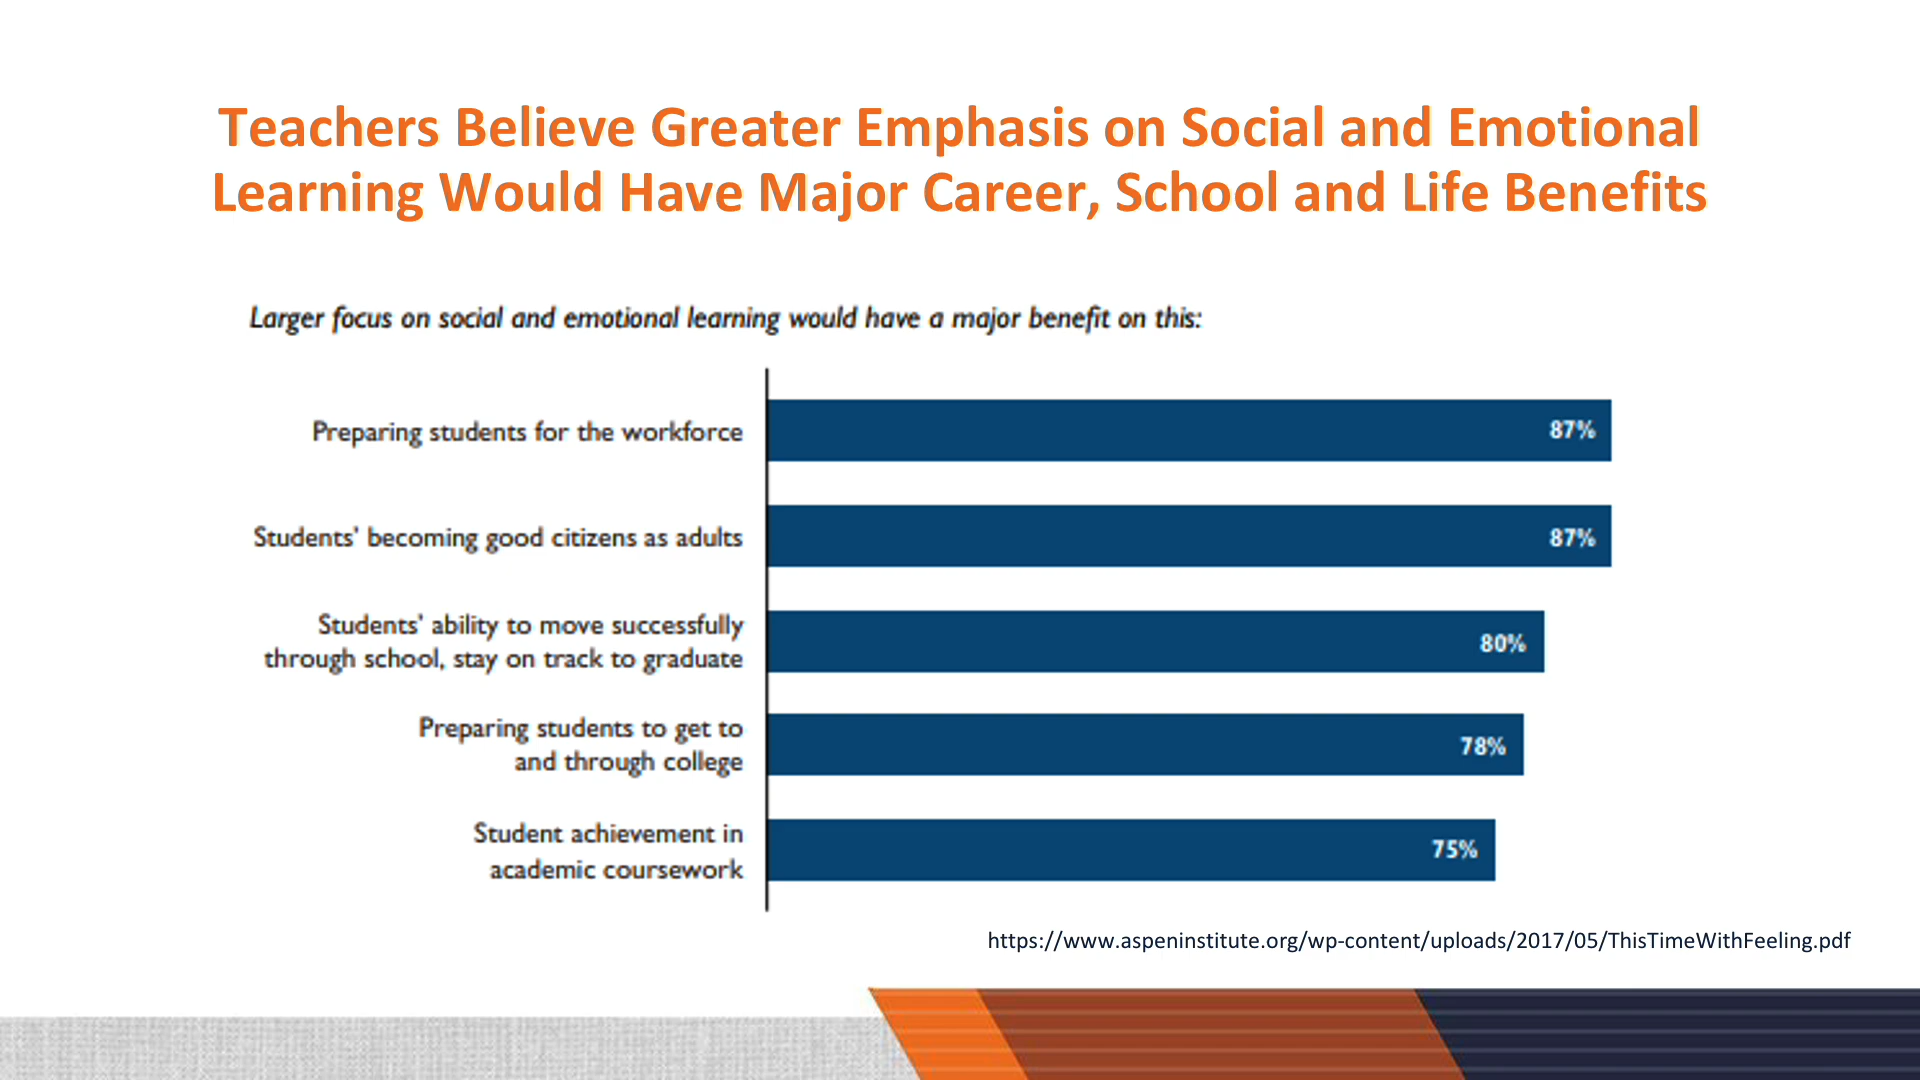 Teachers Believe Greater Emphasis on Social and Emotional
Learning Would Have Major Career, School and Life Benefits
Larger focus on social and emotional learning would have a major benefit on this:
Preparing students for the workforce
87%
Students' becoming good citizens as adults
87%
Students' ability to move successfully
through school, stay on track to graduate
80%
Preparing students to get to
and through college
78%
Student achievement in
academic coursework
75%
https://www.aspeninstitute.org/wp-content/uploads/2017/05/ThisTimeWithFeeling.pdf